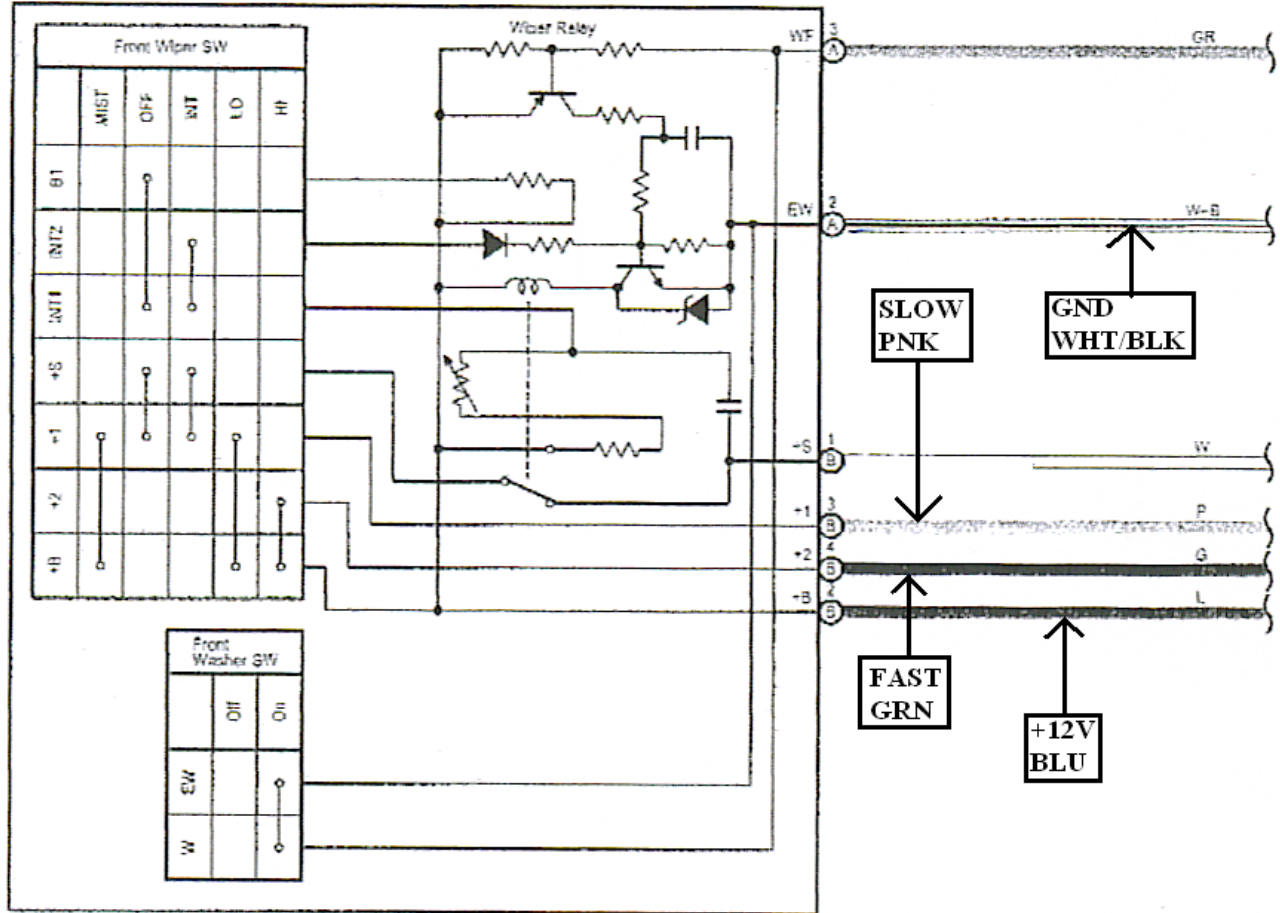 Front Wiper SW
MIST
OFF
INT
LO
HI
B1
INT2
INT1
+S
+1
+2
+B
Wiper Relay
WF
3
A
GR
EW
2
A
W-B
SLOW
PNK
GND
WHT/BLK
+S
1
B
W
+1
3
B
P
+2
4
B
G
+B
2
B
L
FAST
GRN
+12V
BLU
Front
Washer SW
Off
On
EW
W